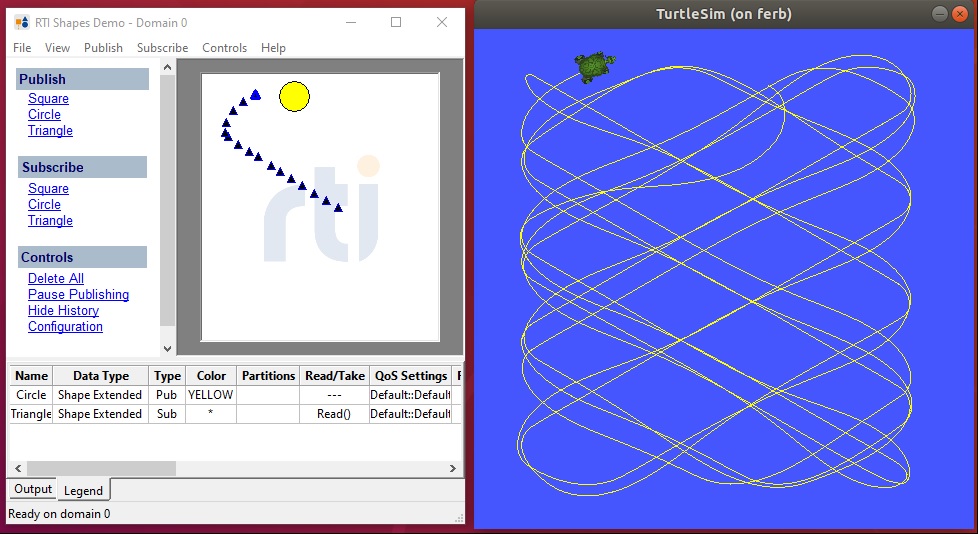 RTI Shapes Demo - Domain 0
File View Publish Subscribe Controls Help
Publish
Square
Circle
Triangle
Subscribe
Square
Circle
Triangle
Controls
Delete All
Pause Publishing
Hide History
Configuration
rti
Name Data Type Type Color Partitions Read/Take QoS Settings
Circle Shape Extended Pub YELLOW --- Default::Default
Triangle Shape Extended Sub * Read() Default::Default
Output Legend
Ready on domain 0
TurtleSim (on ferb)